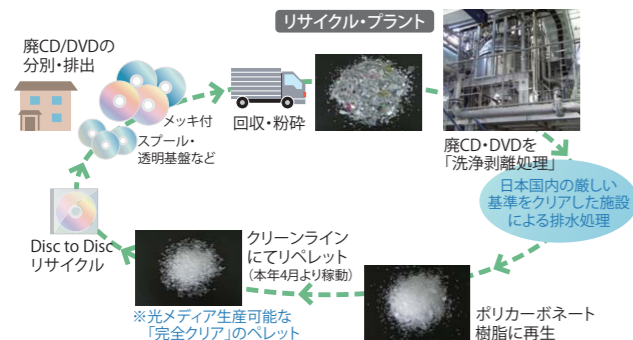 リサイクル・プラント
廃CD/DVDの
分別・排出
メッキ付
スプール・
透明基盤など
回収・粉砕
廃CD・DVDを
「洗浄剥離処理」
日本国内の厳しい
基準をクリアした施設
による排水処理
ポリカーボネート
樹脂に再生
クリーンライン
にてリペレット
(本年4月より稼動)
※光メディア生産可能な
「完全クリア」のペレット
Disc to Disc
リサイクル